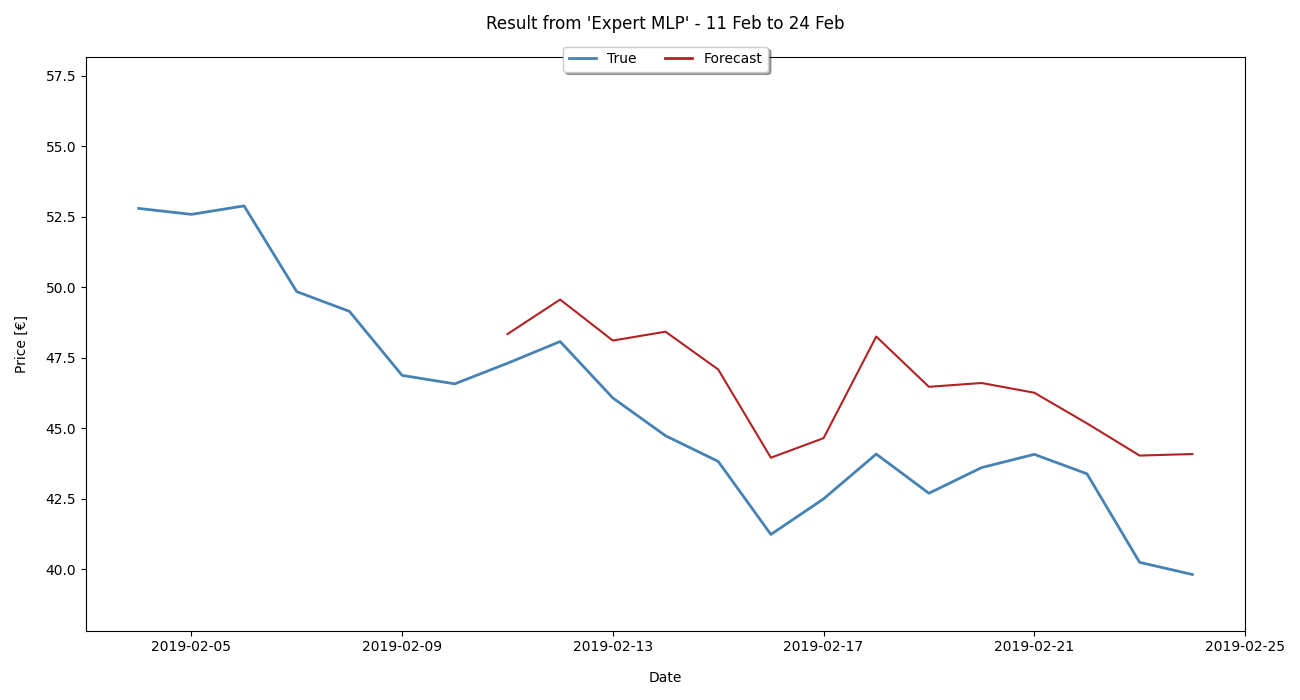 Result from 'Expert MLP' - 11 Feb to 24 Feb
True Forecast
57.5
55.0
52.5
50.0
47.5
45.0
42.5
40.0
Price [€]
2019-02-05 2019-02-09 2019-02-13 2019-02-17 2019-02-21 2019-02-25
Date